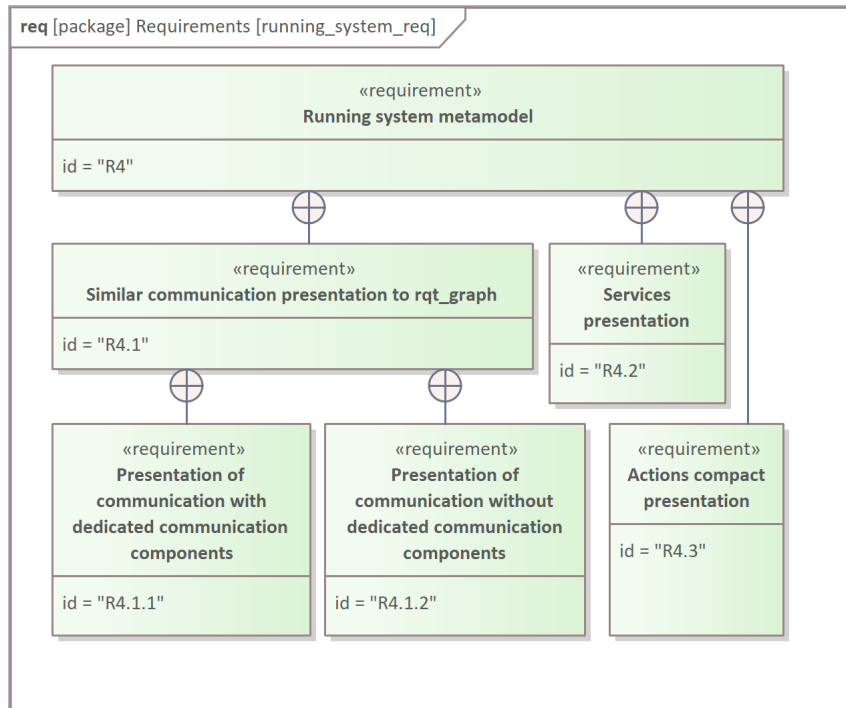 req [package] Requirements [running_system_req]
«requirement»
Running system metamodel
id = "R4"
«requirement»
Similar communication presentation to rqt_graph
id = "R4.1"
«requirement»
Services
presentation
id = "R4.2"
«requirement»
Presentation of
communication with
dedicated communication
components
id = "R4.1.1"
«requirement»
Presentation of
communication without
dedicated communication
components
id = "R4.1.2"
«requirement»
Actions compact
presentation
id = "R4.3"